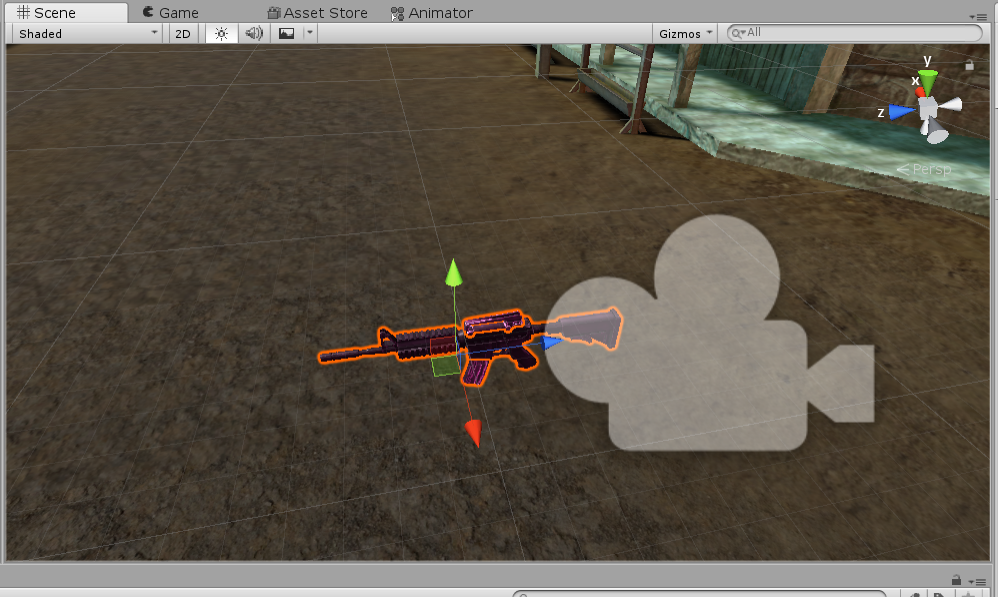 Scene Game Asset Store Animator
Shaded 2D Gizmos All
y
x
z
Persp